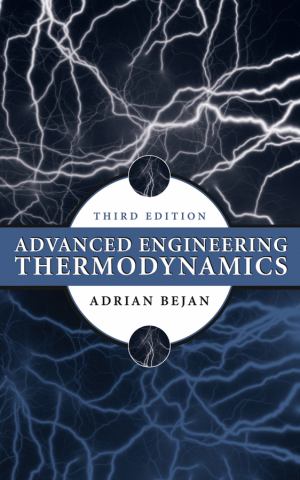 THIRD EDITION
ADVANCED ENGINEERING
THERMODYNAMICS
ADRIAN BEJAN